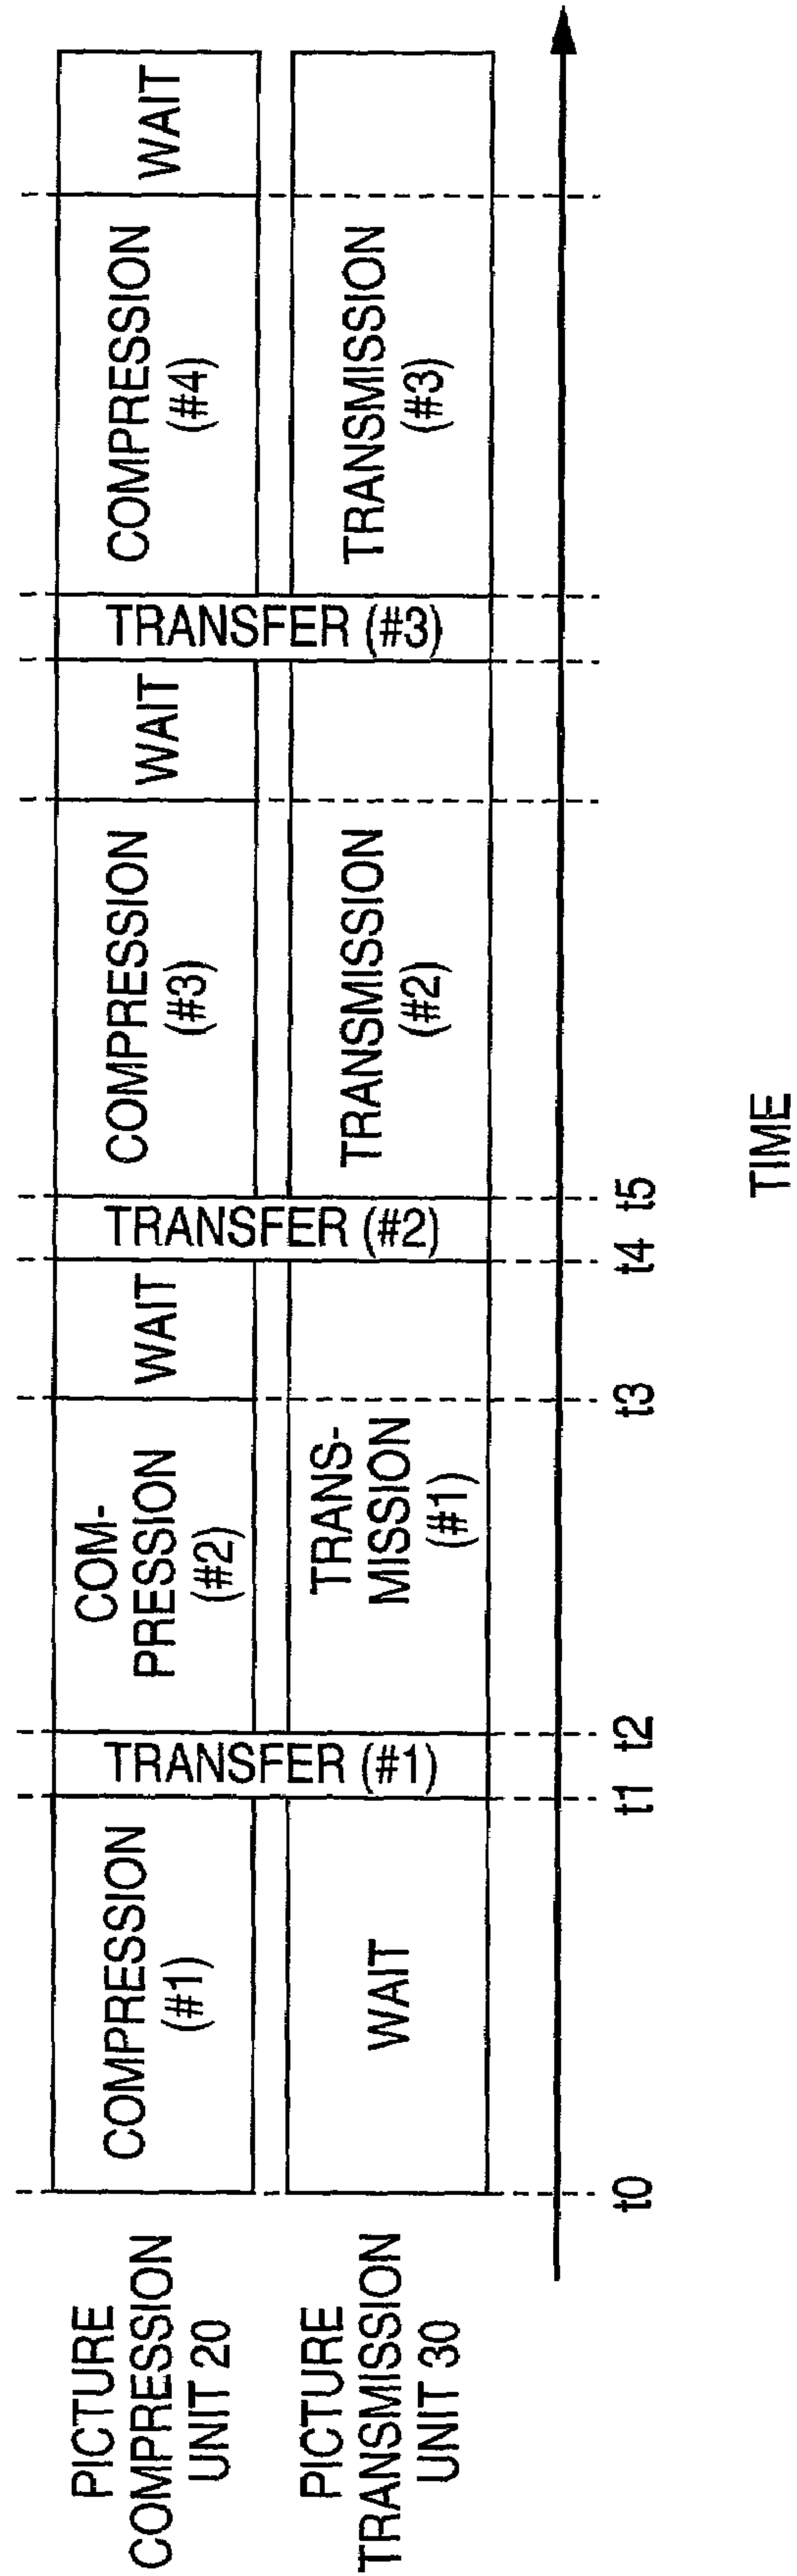 PICTURE
COMPRESSION
UNIT 20
COMPRESSION
(#1)
TRANSFER (#1)
COM-
PRESSION
(#2)
WAIT
TRANSFER (#2)
COMPRESSION
(#3)
WAIT
TRANSFER (#3)
COMPRESSION
(#4)
WAIT
PICTURE
TRANSMISSION
UNIT 30
WAIT
TRANS-
MISSION
(#1)
TRANSMISSION
(#2)
TRANSMISSION
(#3)
t0
t1
t2
t3
t4
t5
TIME